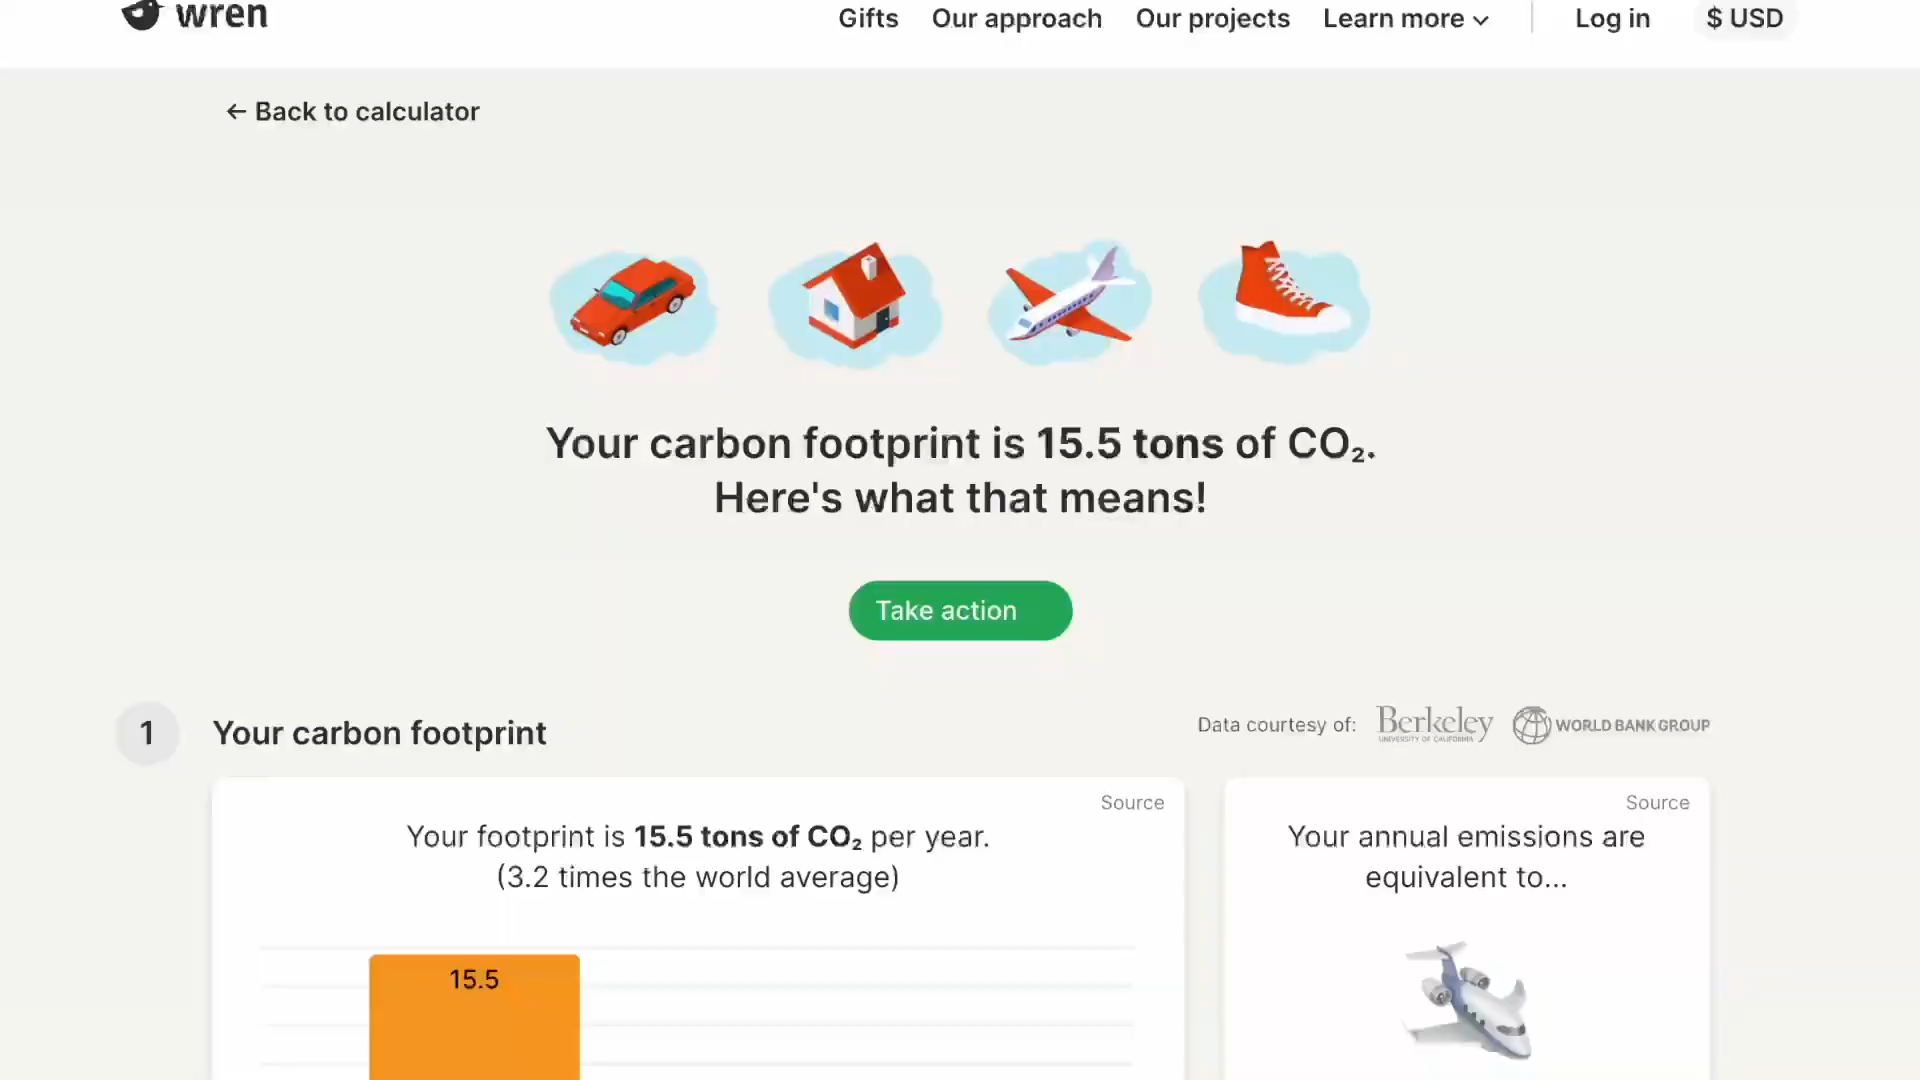 wren
Gifts Our approach Our projects Learn more Log in $ USD
← Back to calculator
Your carbon footprint is 15.5 tons of CO₂.
Here's what that means!
Take action
1 Your carbon footprint
Data courtesy of: Berkeley UNIVERSITY OF CALIFORNIA WORLD BANK GROUP
Source
Your footprint is 15.5 tons of CO₂ per year.
(3.2 times the world average)
15.5
Source
Your annual emissions are
equivalent to...